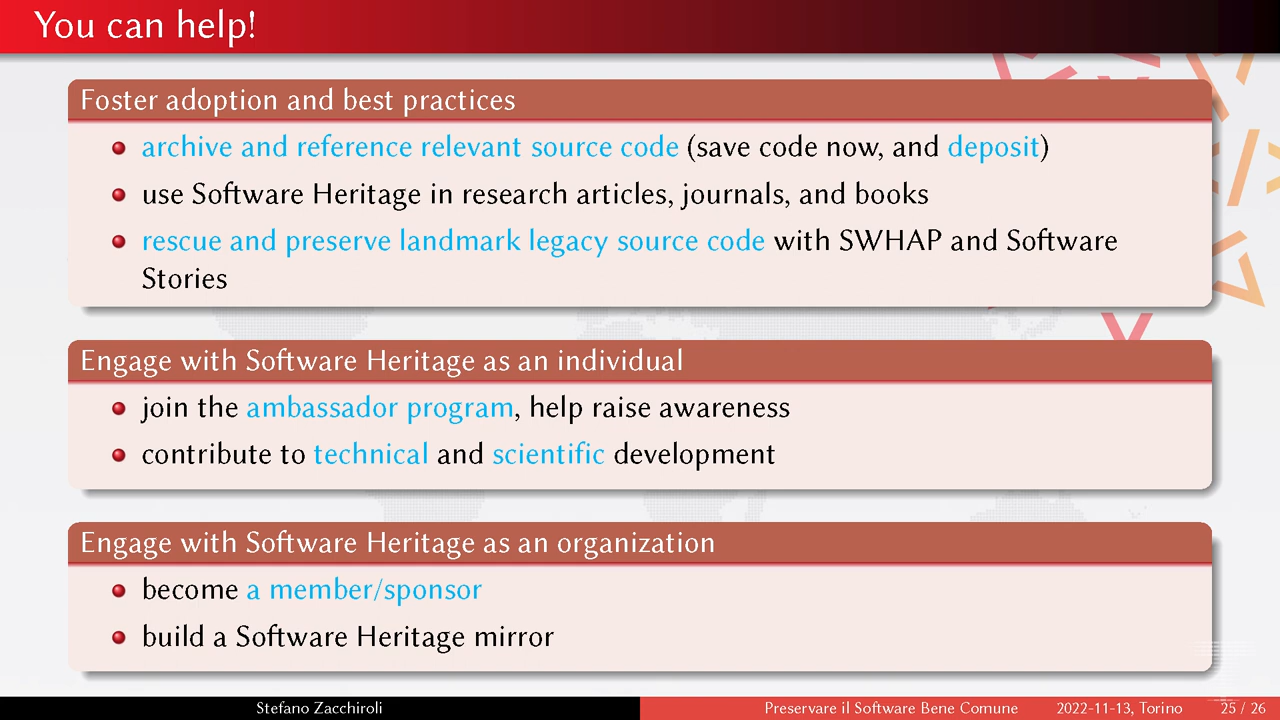 You can help!
Foster adoption and best practices
archive and reference relevant source code (save code now, and deposit)
use Software Heritage in research articles, journals, and books
rescue and preserve landmark legacy source code with SWHAP and Software
Stories
Engage with Software Heritage as an individual
join the ambassador program, help raise awareness
contribute to technical and scientific development
Engage with Software Heritage as an organization
become a member/sponsor
build a Software Heritage mirror
Stefano Zacchiroli Preservare il Software Bene Comune 2022-11-13, Torino 25 / 26